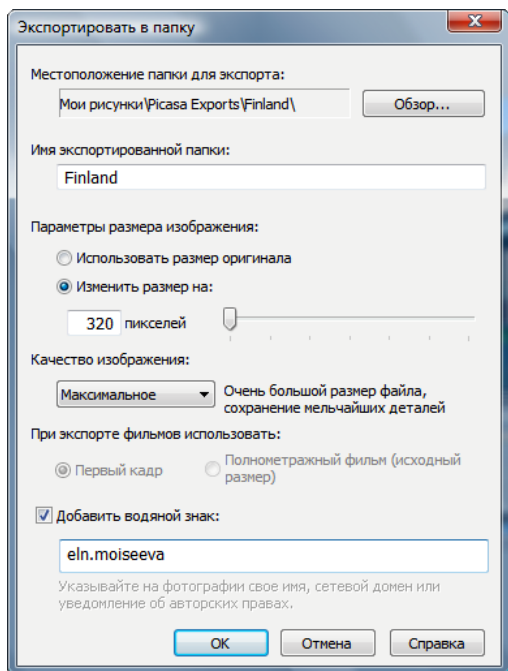 Экспортировать в папку
Местоположение папки для экспорта:
Мои рисунки\Picasa Exports\Finland\ Обзор...
Имя экспортированной папки:
Finland
Параметры размера изображения:
Использовать размер оригинала
Изменить размер на:
320 пикселей
Качество изображения:
Максимальное Очень большой размер файла,
сохранение мельчайших деталей
При экспорте фильмов использовать:
Первый кадр Полнометражный фильм (исходный
размер)
Добавить водяной знак:
eln.moiseeva
Указывайте на фотографии свое имя, сетевой домен или
уведомление об авторских правах.
OK Отмена Справка